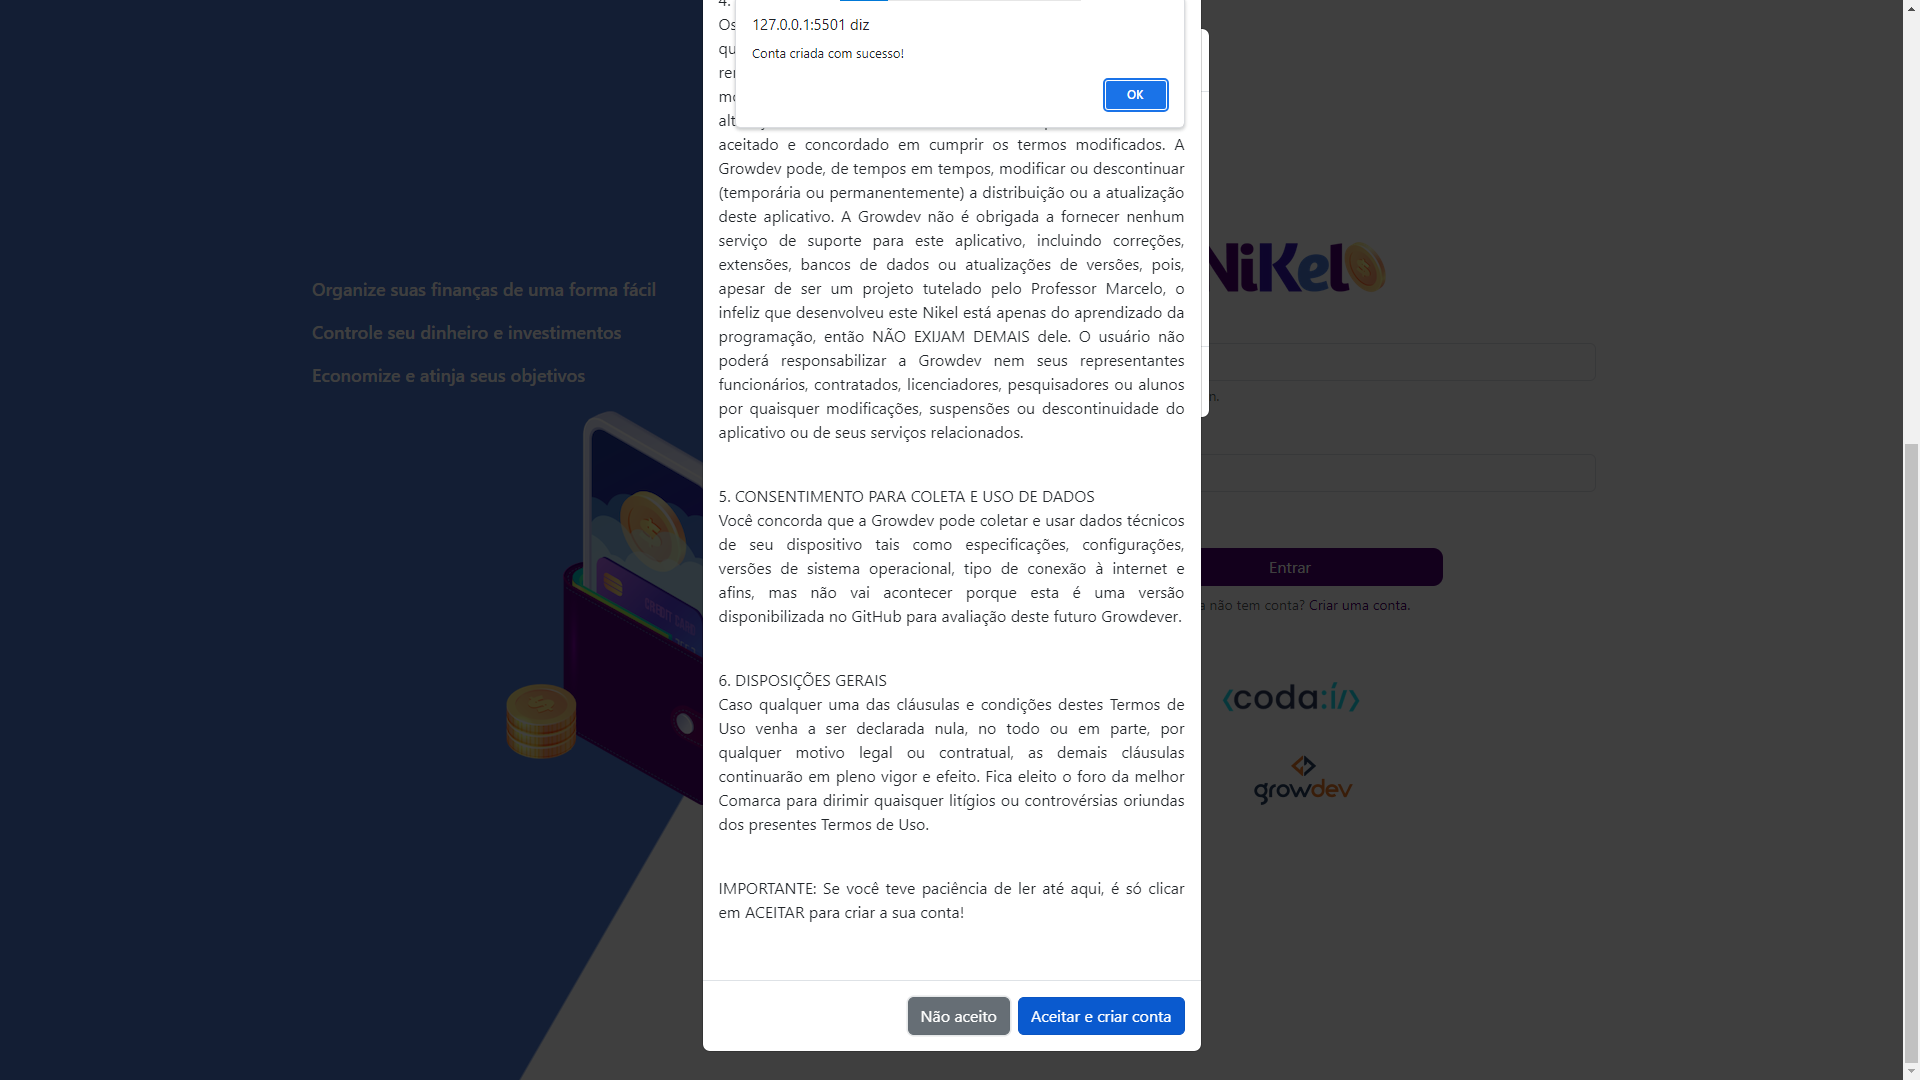 4.
127.0.0.1:5501 diz
Conta criada com sucesso!
OK
Os
aceitado e concordado em cumprir os termos modificados. A
Growdev pode, de tempos em tempos, modificar ou descontinuar
(temporária ou permanentemente) a distribuição ou a atualização
deste aplicativo. A Growdev não é obrigada a fornecer nenhum
serviço de suporte para este aplicativo, incluindo correções,
extensões, bancos de dados ou atualizações de versões, pois,
apesar de ser um projeto tutelado pelo Professor Marcelo, o
infeliz que desenvolveu este Nikel está apenas do aprendizado da
programação, então NÃO EXIJAM DEMAIS dele. O usuário não
poderá responsabilizar a Growdev nem seus representantes
funcionários, contratados, licenciadores, pesquisadores ou alunos
por quaisquer modificações, suspensões ou descontinuidade do
aplicativo ou de seus serviços relacionados.
5. CONSENTIMENTO PARA COLETA E USO DE DADOS
Você concorda que a Growdev pode coletar e usar dados técnicos
de seu dispositivo tais como especificações, configurações,
versões de sistema operacional, tipo de conexão à internet e
afins, mas não vai acontecer porque esta é uma versão
disponibilizada no GitHub para avaliação deste futuro Growdever.
6. DISPOSIÇÕES GERAIS
Caso qualquer uma das cláusulas e condições destes Termos de
Uso venha a ser declarada nula, no todo ou em parte, por
qualquer motivo legal ou contratual, as demais cláusulas
continuarão em pleno vigor e efeito. Fica eleito o foro da melhor
Comarca para dirimir quaisquer litígios ou controvérsias oriundas
dos presentes Termos de Uso.
IMPORTANTE: Se você teve paciência de ler até aqui, é só clicar
em ACEITAR para criar a sua conta!
Não aceito
Aceitar e criar conta
Organize suas finanças de uma forma fácil
Controle seu dinheiro e investimentos
Economize e atinja seus objetivos
CREDIT CARD
NiKel
Entrar
não tem conta? Criar uma conta.
<coda:í/>
growdev